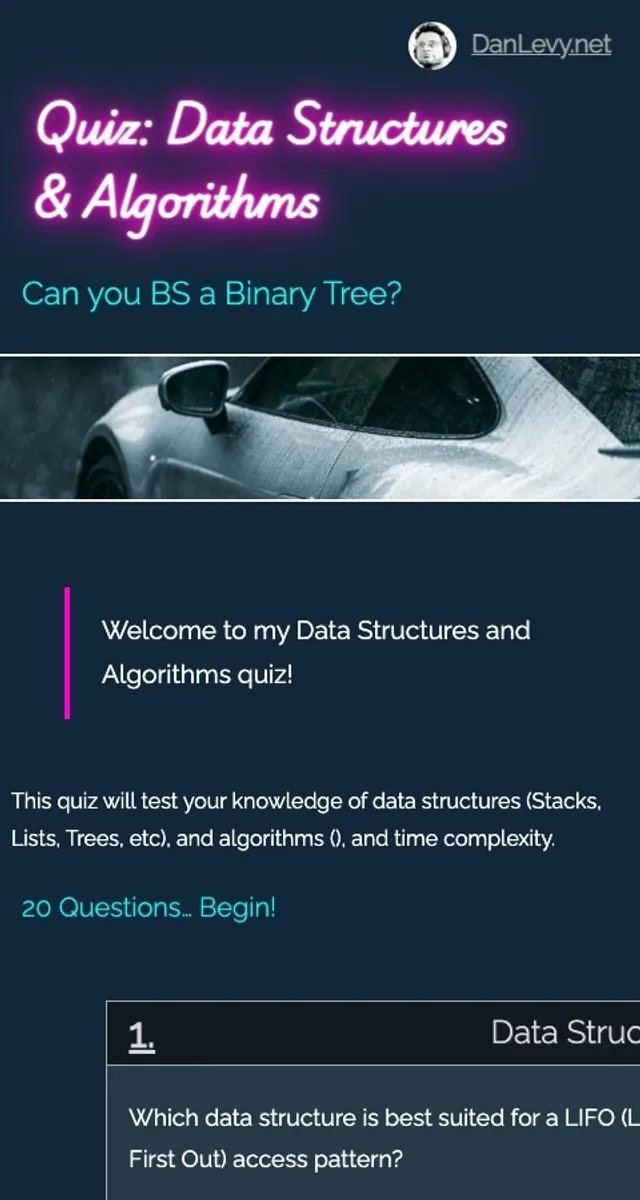 DanLevy.net
Quiz: Data Structures
& Algorithms
Can you BS a Binary Tree?
Welcome to my Data Structures and
Algorithms quiz!
This quiz will test your knowledge of data structures (Stacks,
Lists, Trees, etc), and algorithms (), and time complexity.
20 Questions... Begin!
1.
Data Struc
Which data structure is best suited for a LIFO (L
First Out) access pattern?